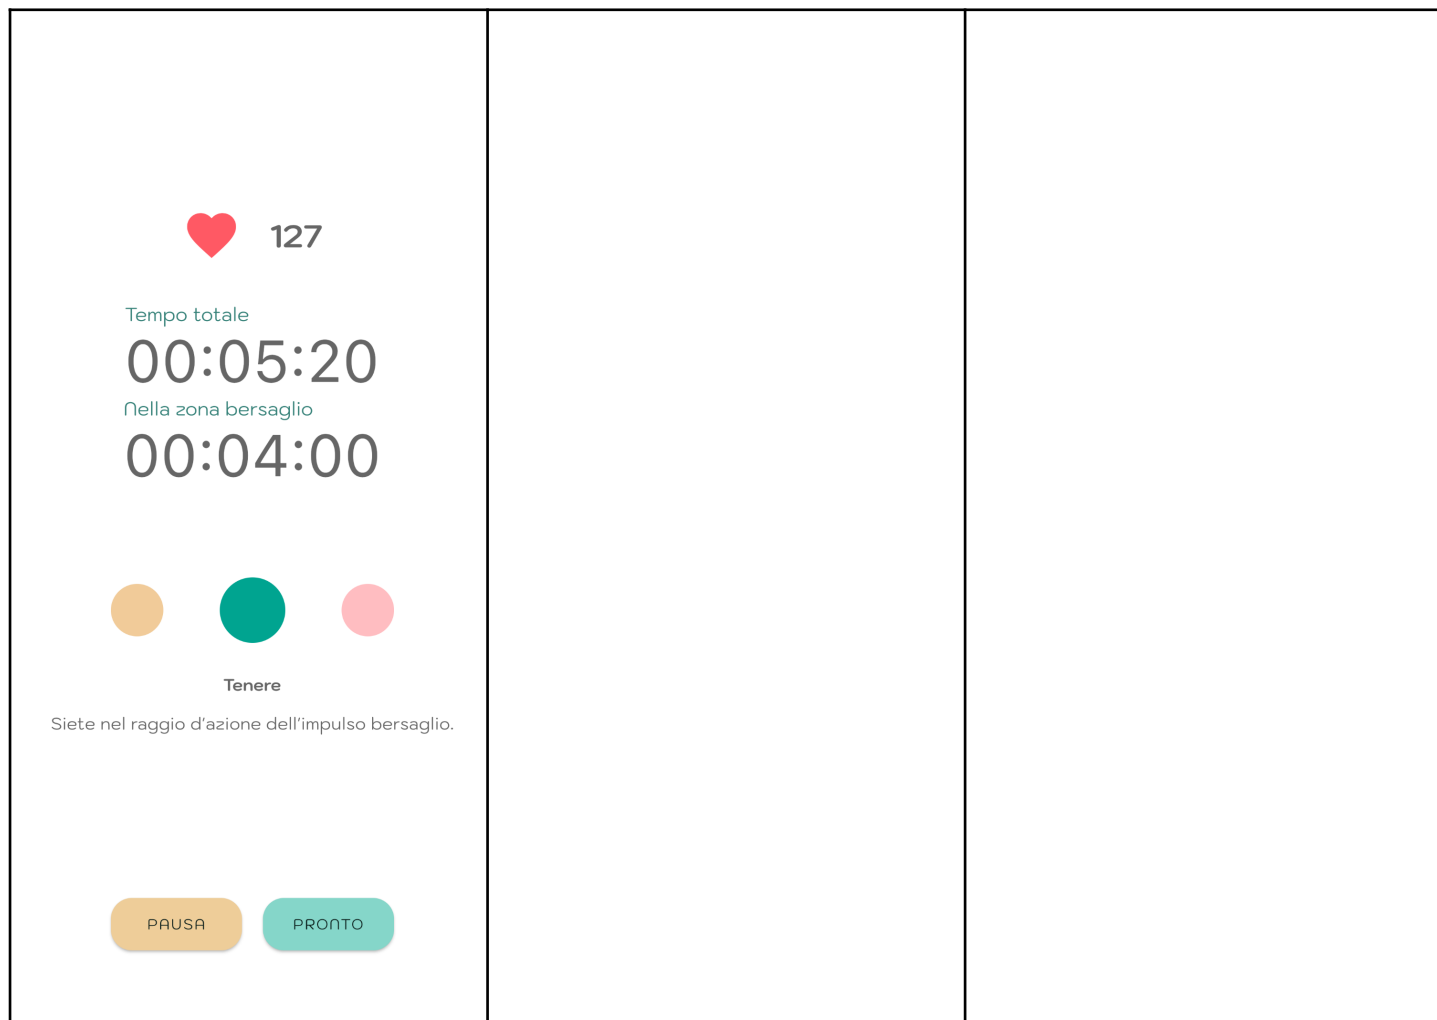 127
Tempo totale
00:05:20
Nella zona bersaglio
00:04:00
Tenere
Siete nel raggio d'azione dell'impulso bersaglio.
PAUSA PRONTO